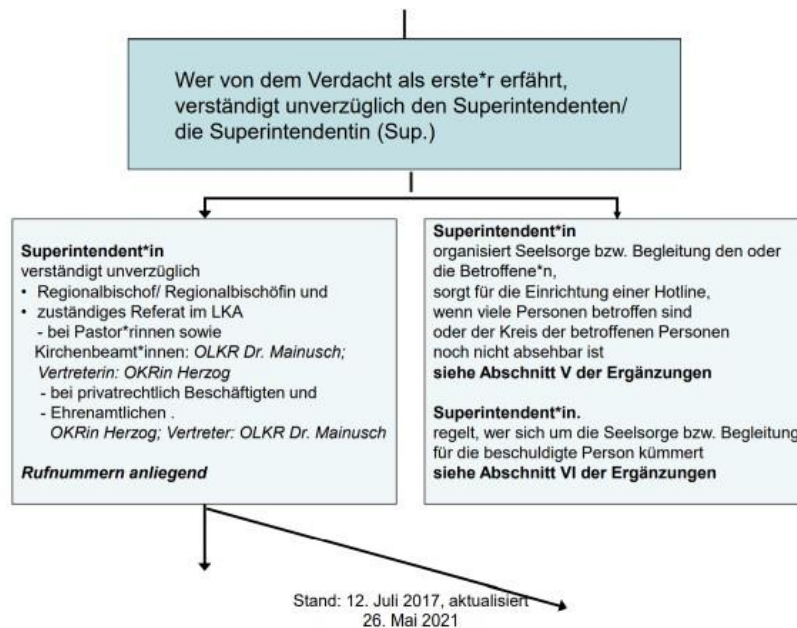 Wer von dem Verdacht als erste*r erfährt,
verständigt unverzüglich den Superintendenten/
die Superintendentin (Sup.)
Superintendent*in
verständigt unverzüglich
• Regionalbischof/ Regionalbischöfin und
• zuständiges Referat im LKA
- bei Pastor*rinnen sowie
Kirchenbeamt*innen: OLKR Dr. Mainusch;
Vertreterin: OKRin Herzog
- bei privatrechtlich Beschäftigten und
- Ehrenamtlichen .
OKRin Herzog; Vertreter: OLKR Dr. Mainusch
Rufnummern anliegend
Superintendent*in
organisiert Seelsorge bzw. Begleitung den oder
die Betroffene*n,
sorgt für die Einrichtung einer Hotline,
wenn viele Personen betroffen sind
oder der Kreis der betroffenen Personen
noch nicht absehbar ist
siehe Abschnitt V der Ergänzungen
Superintendent*in.
regelt, wer sich um die Seelsorge bzw. Begleitung
für die beschuldigte Person kümmert
siehe Abschnitt VI der Ergänzungen
Stand: 12. Juli 2017, aktualisiert
26. Mai 2021